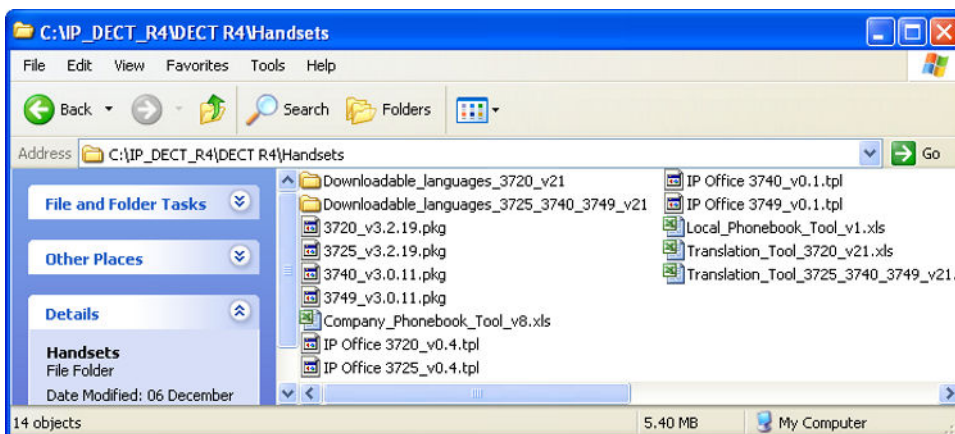 C:\IP_DECT_R4\DECT R4\Handsets
File Edit View Favorites Tools Help
Back Search Folders
Address C:\IP_DECT_R4\DECT R4\Handsets Go
File and Folder Tasks
Other Places
Details
Handsets
File Folder
Date Modified: 06 December
Downloadable_languages_3720_v21
Downloadable_languages_3725_3740_3749_v21
3720_v3.2.19.pkg
3725_v3.2.19.pkg
3740_v3.0.11.pkg
3749_v3.0.11.pkg
Company_Phonebook_Tool_v8.xls
IP Office 3720_v0.4.tpl
IP Office 3725_v0.4.tpl
IP Office 3740_v0.1.tpl
IP Office 3749_v0.1.tpl
Local_Phonebook_Tool_v1.xls
Translation_Tool_3720_v21.xls
Translation_Tool_3725_3740_3749_v21.
14 objects 5.40 MB My Computer